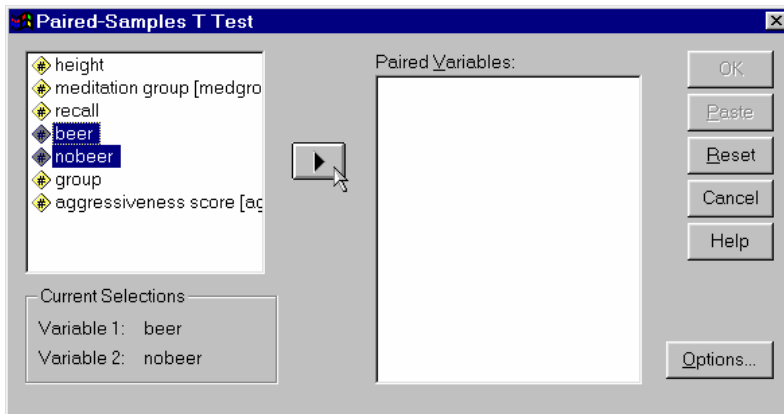 Paired-Samples T Test
height
meditation group [medgro
recall
beer
nobeer
group
aggressiveness score [ag
Current Selections
Variable 1: beer
Variable 2: nobeer
Paired Variables:
OK
Paste
Reset
Cancel
Help
Options...